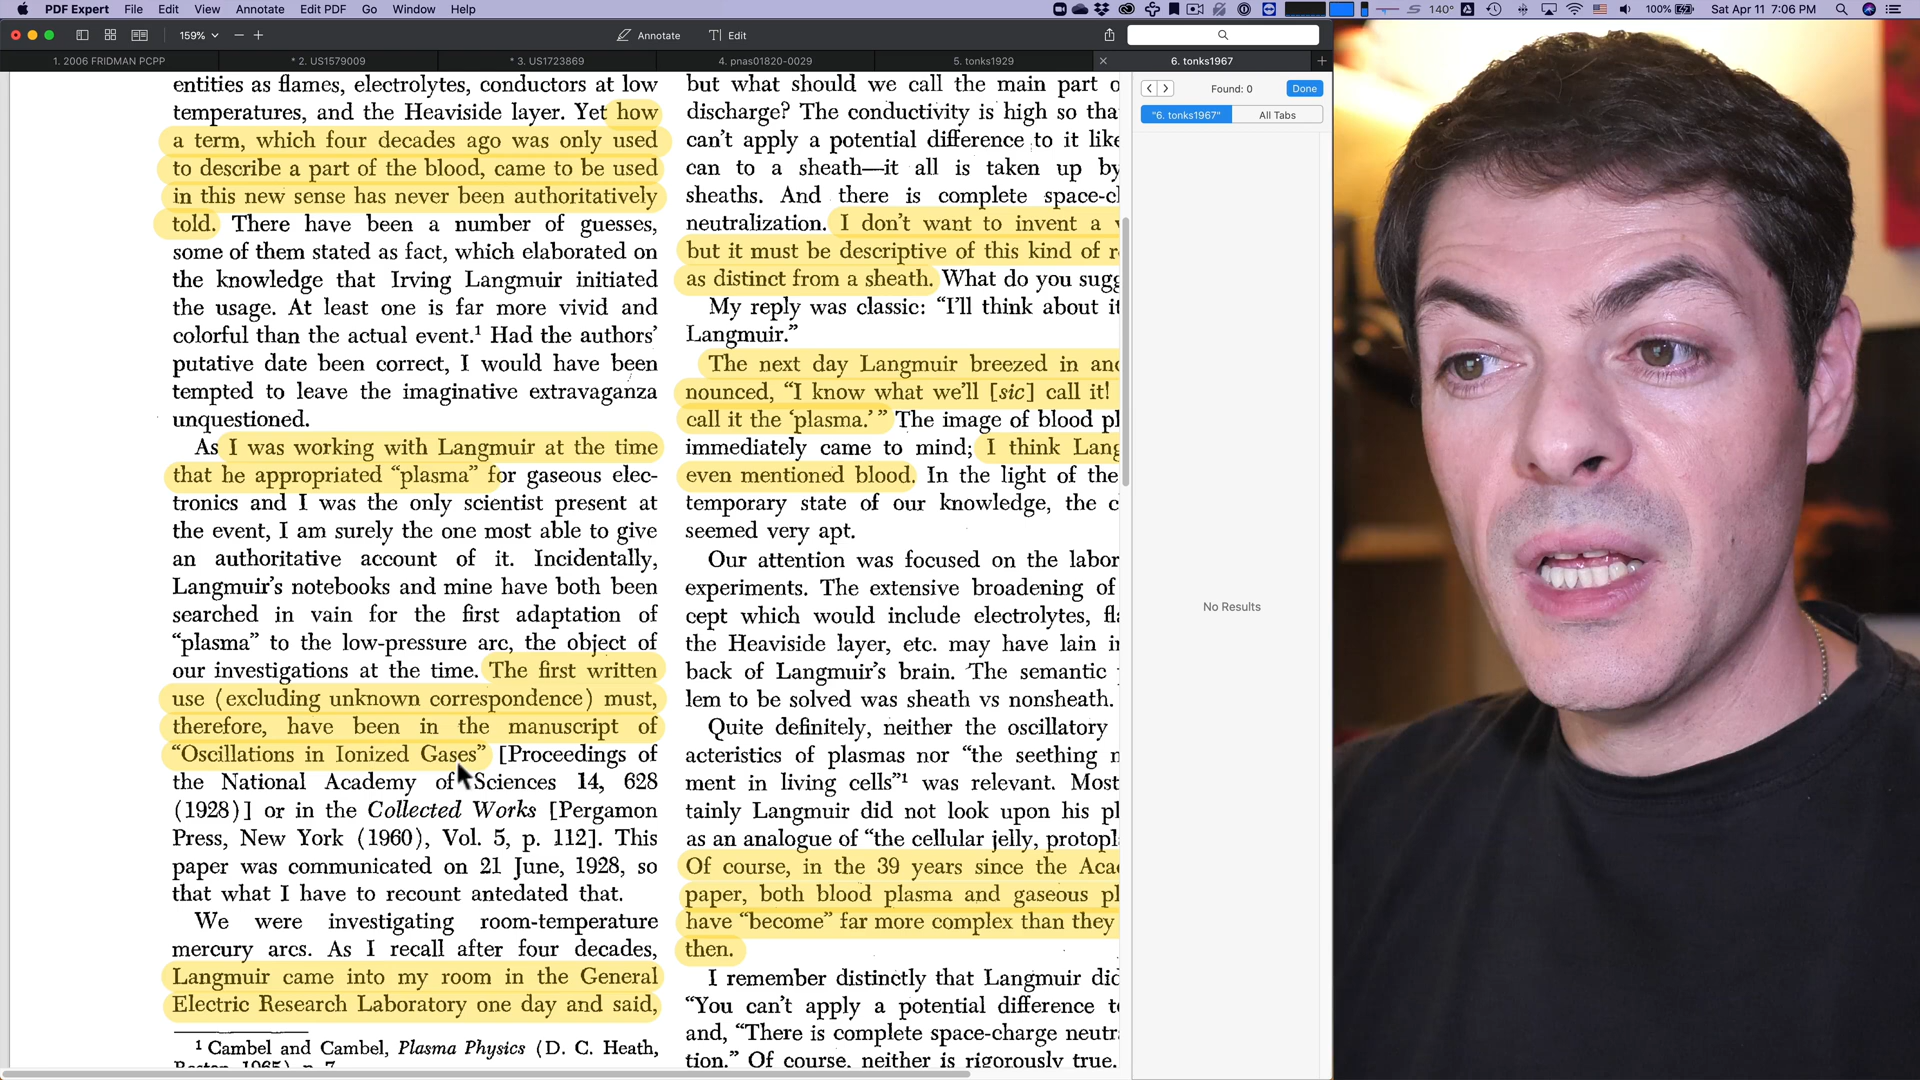 PDF Expert File Edit View Annotate Edit PDF Go Window Help
140° 100% Sat Apr 11 7:06 PM
159% Annotate Edit
1. 2006 FRIDMAN PCPP * 2. US1579009 * 3. US1723869 4. pnas01820-0029 5. tonks1929 6. tonks1967
entities as flames, electrolytes, conductors at low
temperatures, and the Heaviside layer. Yet how
a term, which four decades ago was only used
to describe a part of the blood, came to be used
in this new sense has never been authoritatively
told. There have been a number of guesses,
some of them stated as fact, which elaborated on
the knowledge that Irving Langmuir initiated
the usage. At least one is far more vivid and
colorful than the actual event.¹ Had the authors'
putative date been correct, I would have been
tempted to leave the imaginative extravaganza
unquestioned.
As I was working with Langmuir at the time
that he appropriated “plasma” for gaseous elec-
tronics and I was the only scientist present at
the event, I am surely the one most able to give
an authoritative account of it. Incidentally,
Langmuir's notebooks and mine have both been
searched in vain for the first adaptation of
“plasma” to the low-pressure arc, the object of
our investigations at the time. The first written
use (excluding unknown correspondence) must,
therefore, have been in the manuscript of
“Oscillations in Ionized Gases” [Proceedings of
the National Academy of Sciences 14, 628
(1928)] or in the Collected Works [Pergamon
Press, New York (1960), Vol. 5, p. 112]. This
paper was communicated on 21 June, 1928, so
that what I have to recount antedated that.
We were investigating room-temperature
mercury arcs. As I recall after four decades,
Langmuir came into my room in the General
Electric Research Laboratory one day and said,
¹ Cambel and Cambel, Plasma Physics (D. C. Heath,
Boston, 1965), p. 7.
but what should we call the main part o
discharge? The conductivity is high so tha
can't apply a potential difference to it like
can to a sheath—it all is taken up by
sheaths. And there is complete space-cl
neutralization. I don't want to invent a
but it must be descriptive of this kind of r
as distinct from a sheath. What do you sugg
My reply was classic: “I'll think about it
Langmuir.”
The next day Langmuir breezed in and
nounced, “I know what we'll [sic] call it!
call it the ‘plasma.’ ” The image of blood pl
immediately came to mind; I think Lang
even mentioned blood. In the light of the
temporary state of our knowledge, the c
seemed very apt.
Our attention was focused on the labor
experiments. The extensive broadening of
cept which would include electrolytes, fl
the Heaviside layer, etc. may have lain i
back of Langmuir's brain. The semantic
lem to be solved was sheath vs nonsheath.
Quite definitely, neither the oscillatory
acteristics of plasmas nor “the seething m
ment in living cells”¹ was relevant. Most
tainly Langmuir did not look upon his pl
as an analogue of “the cellular jelly, protopl
Of course, in the 39 years since the Aca
paper, both blood plasma and gaseous pl
have “become” far more complex than they
then.
I remember distinctly that Langmuir did
“You can't apply a potential difference t
and, “There is complete space-charge neutr
tion.” Of course, neither is rigorously true.
Found: 0 Done
"6. tonks1967" All Tabs
No Results